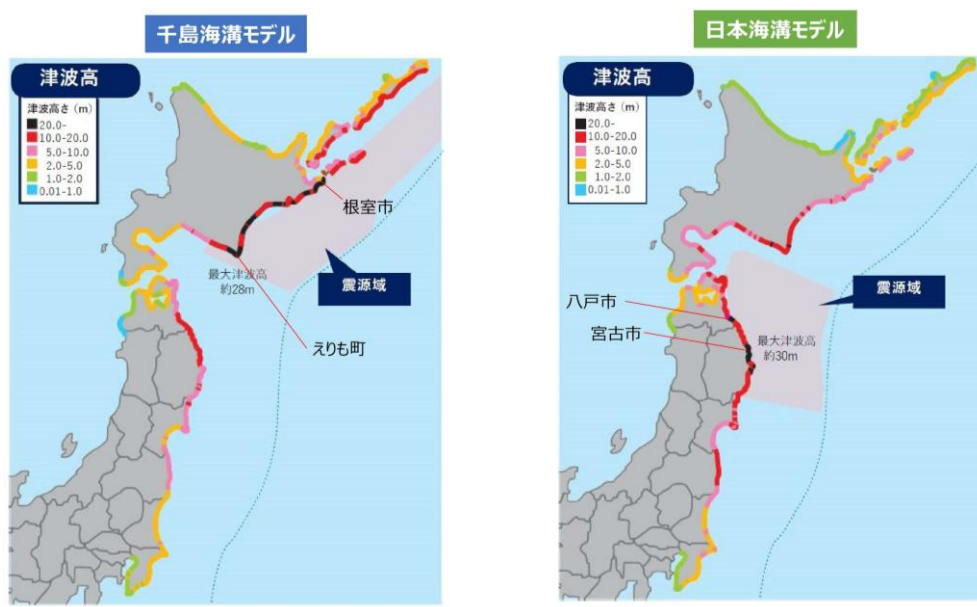 千島海溝モデル
津波高
津波高さ(m)
20.0-
10.0-20.0
5.0-10.0
2.0-5.0
1.0-2.0
0.01-1.0
根室市
最大津波高
約28m
震源域
えりも町
日本海溝モデル
津波高
津波高さ(m)
20.0-
10.0-20.0
5.0-10.0
2.0-5.0
1.0-2.0
0.01-1.0
震源域
八戸市
宮古市
最大津波高
約30m